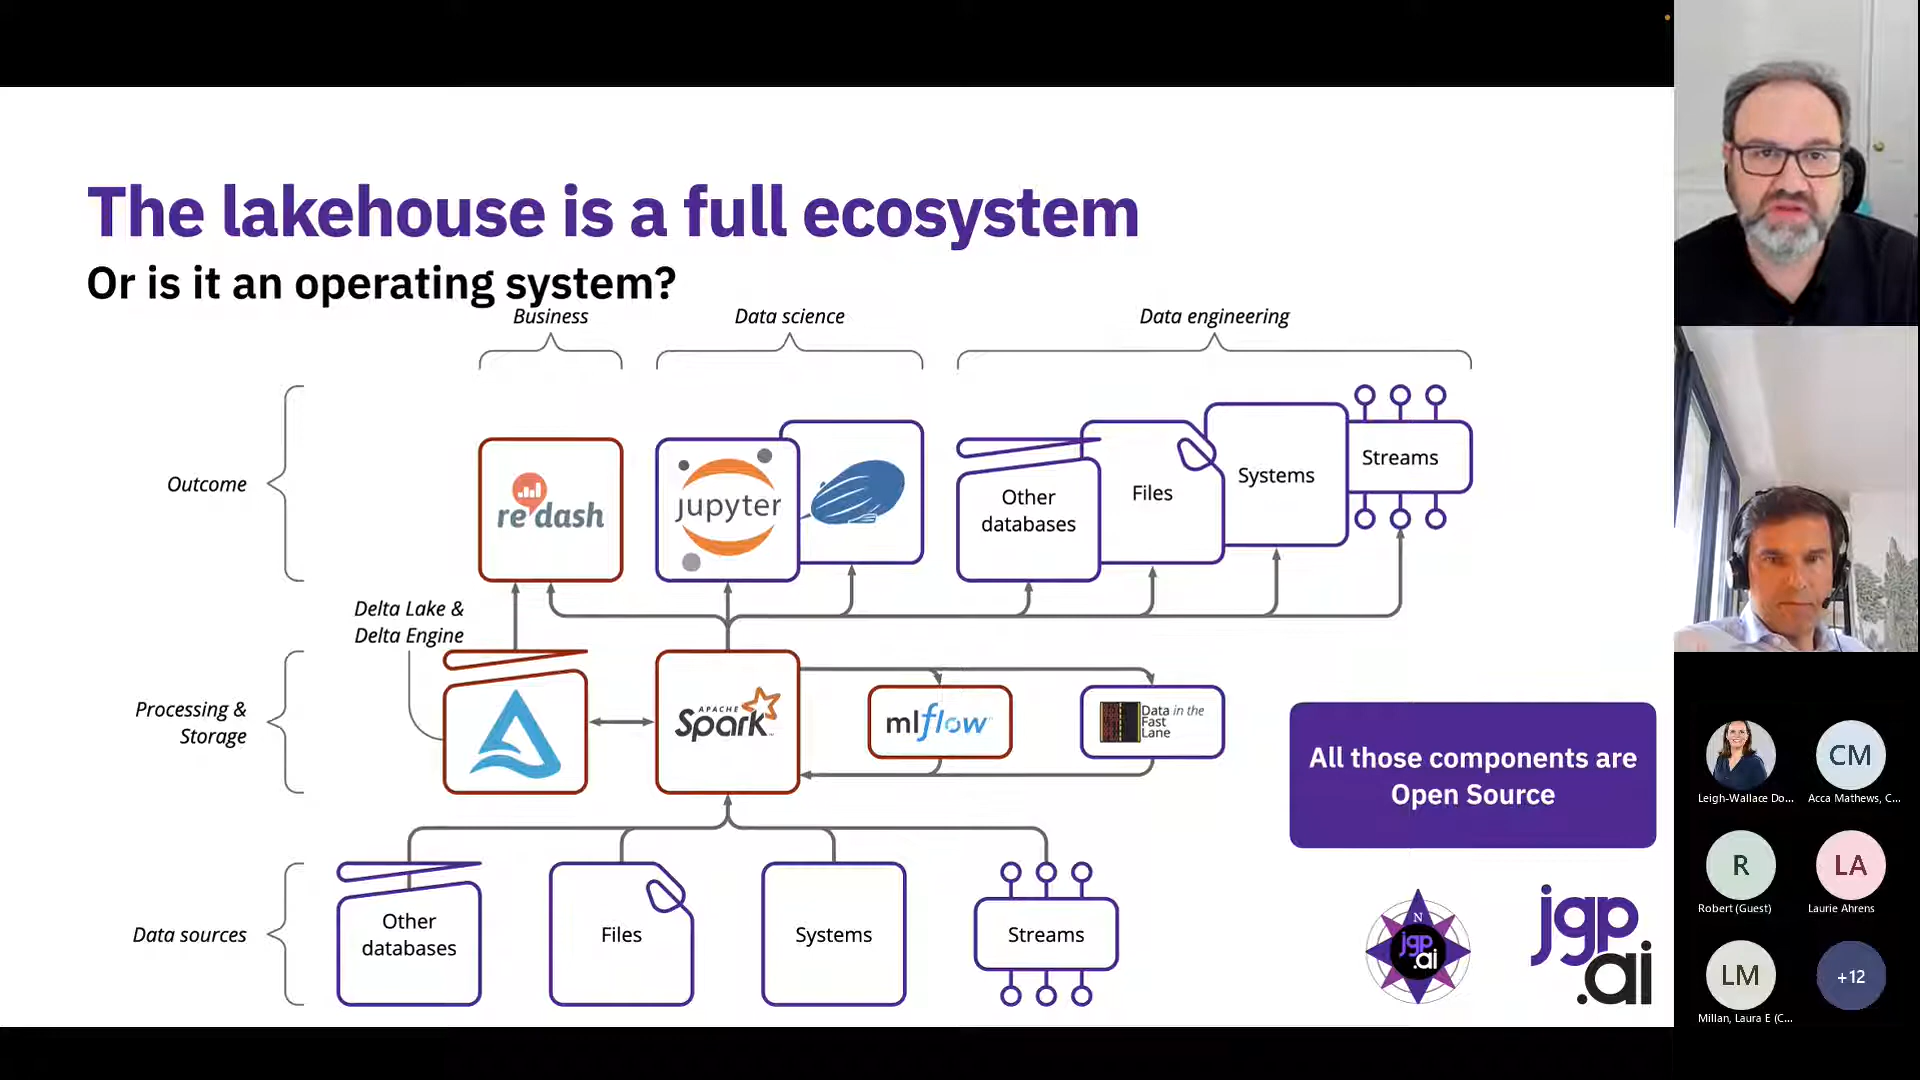 The lakehouse is a full ecosystem
Or is it an operating system?
Business
Data science
Data engineering
Outcome
re dash
jupyter
Other
databases
Files
Systems
Streams
Delta Lake &
Delta Engine
Processing &
Storage
APACHE
Spark
mlflow
Data in the
Fast
Lane
All those components are
Open Source
Data sources
Other
databases
Files
Systems
Streams
N
jgp
.ai
jgp
.ai
CM
Leigh-Wallace Do...
Acca Mathews, C...
R
LA
Robert (Guest)
Laurie Ahrens
LM
+12
Millan, Laura E (C...